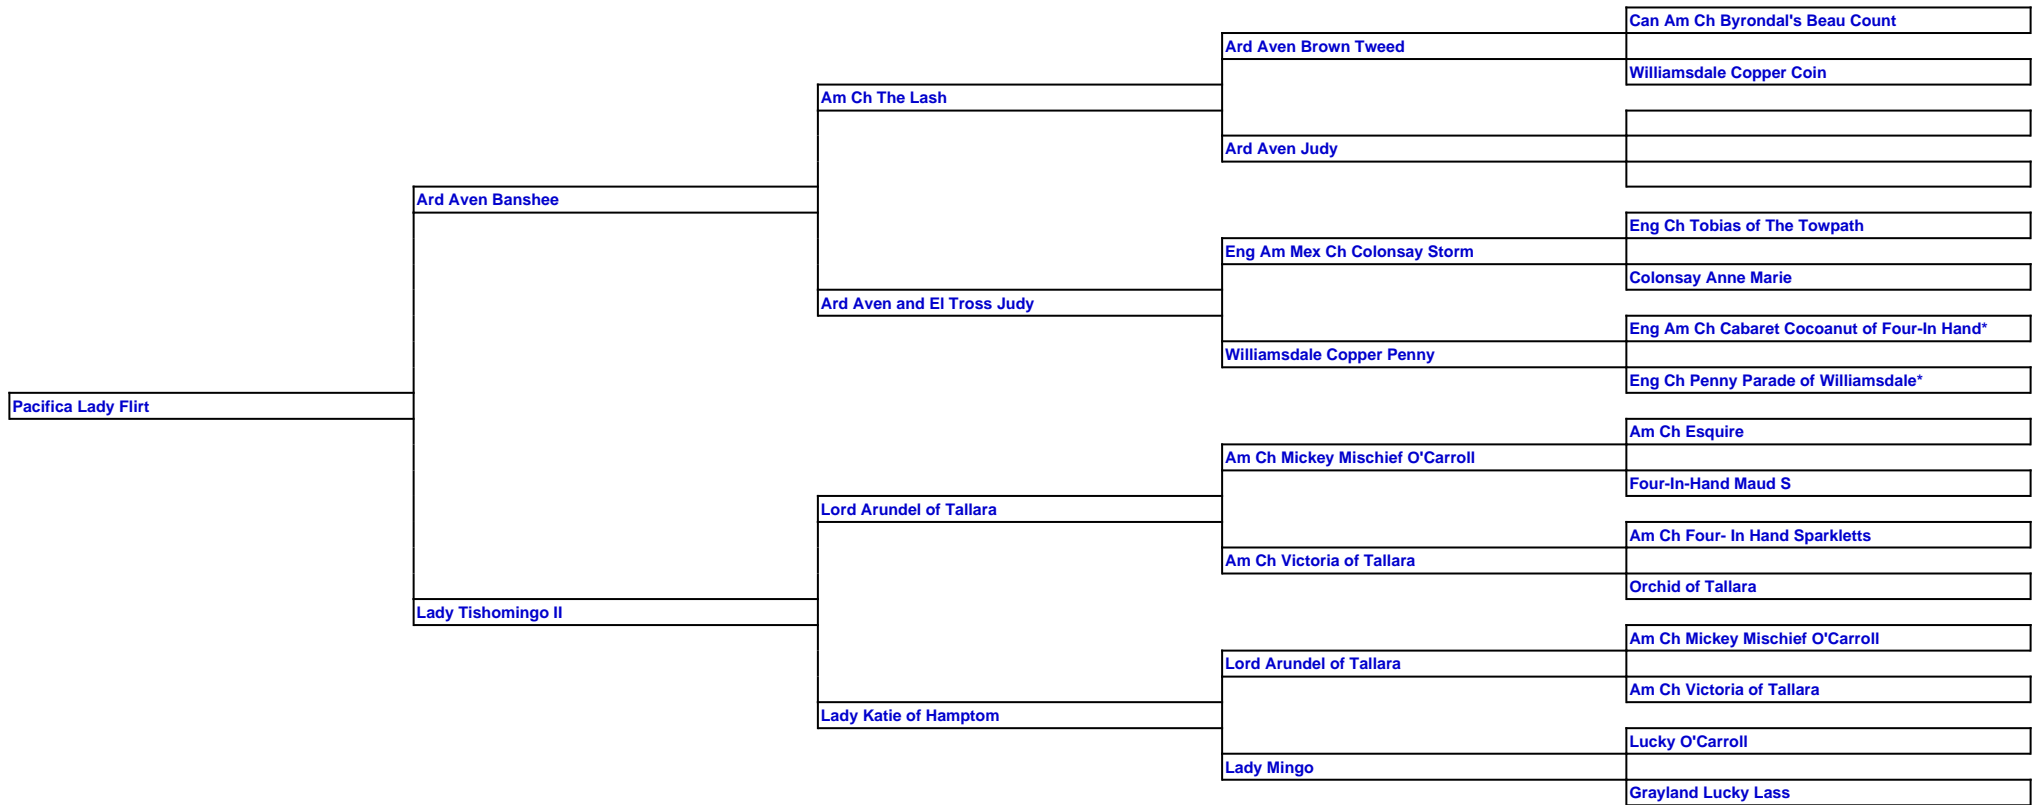 Can Am Ch Byrondal's Beau Count
Ard Aven Brown Tweed
Williamsdale Copper Coin
Am Ch The Lash
Ard Aven Judy
Ard Aven Banshee
Eng Ch Tobias of The Towpath
Eng Am Mex Ch Colonsay Storm
Colonsay Anne Marie
Ard Aven and El Tross Judy
Eng Am Ch Cabaret Cocoanut of Four-In Hand*
Williamsdale Copper Penny
Eng Ch Penny Parade of Williamsdale*
Pacifica Lady Flirt
Am Ch Esquire
Am Ch Mickey Mischief O'Carroll
Four-In-Hand Maud S
Lord Arundel of Tallara
Am Ch Four- In Hand Sparkletts
Am Ch Victoria of Tallara
Orchid of Tallara
Lady Tishomingo II
Am Ch Mickey Mischief O'Carroll
Lord Arundel of Tallara
Am Ch Victoria of Tallara
Lady Katie of Hamptom
Lucky O'Carroll
Lady Mingo
Grayland Lucky Lass